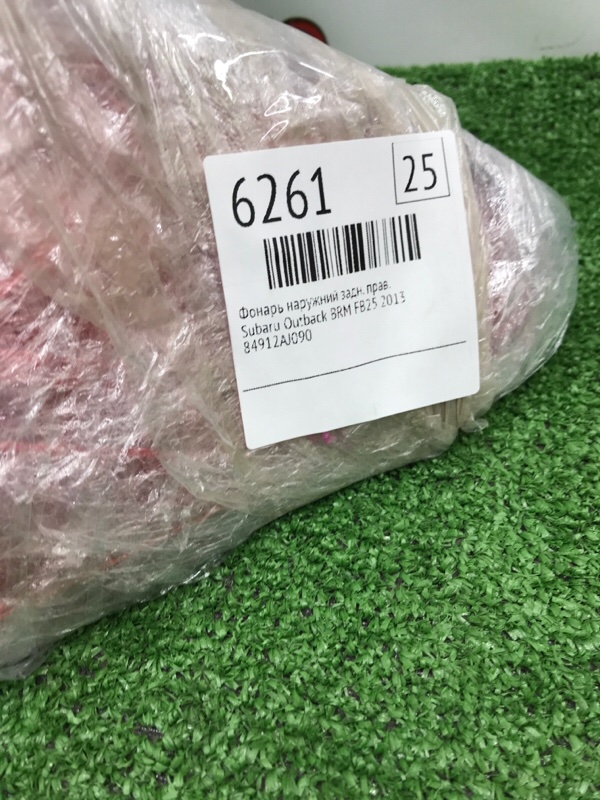 6261
25
Фонарь наружний задн. прав.
Subaru Outback BRM FB25 2013
84912AJ090